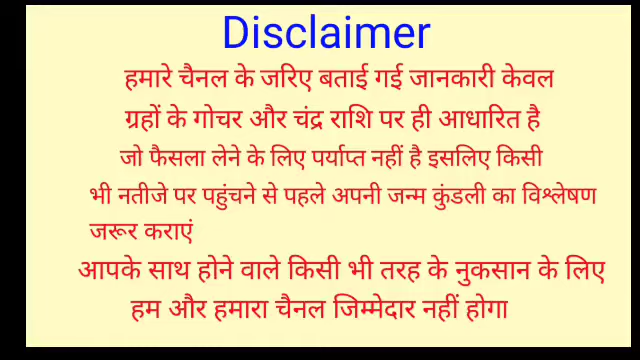 Disclaimer
हमारे चैनल के जरिए बताई गई जानकारी केवल
ग्रहों के गोचर और चंद्र राशि पर ही आधारित है
जो फैसला लेने के लिए पर्याप्त नहीं है इसलिए किसी
भी नतीजे पर पहुंचने से पहले अपनी जन्म कुंडली का विश्लेषण
जरूर कराएं
आपके साथ होने वाले किसी भी तरह के नुकसान के लिए
हम और हमारा चैनल जिम्मेदार नहीं होगा